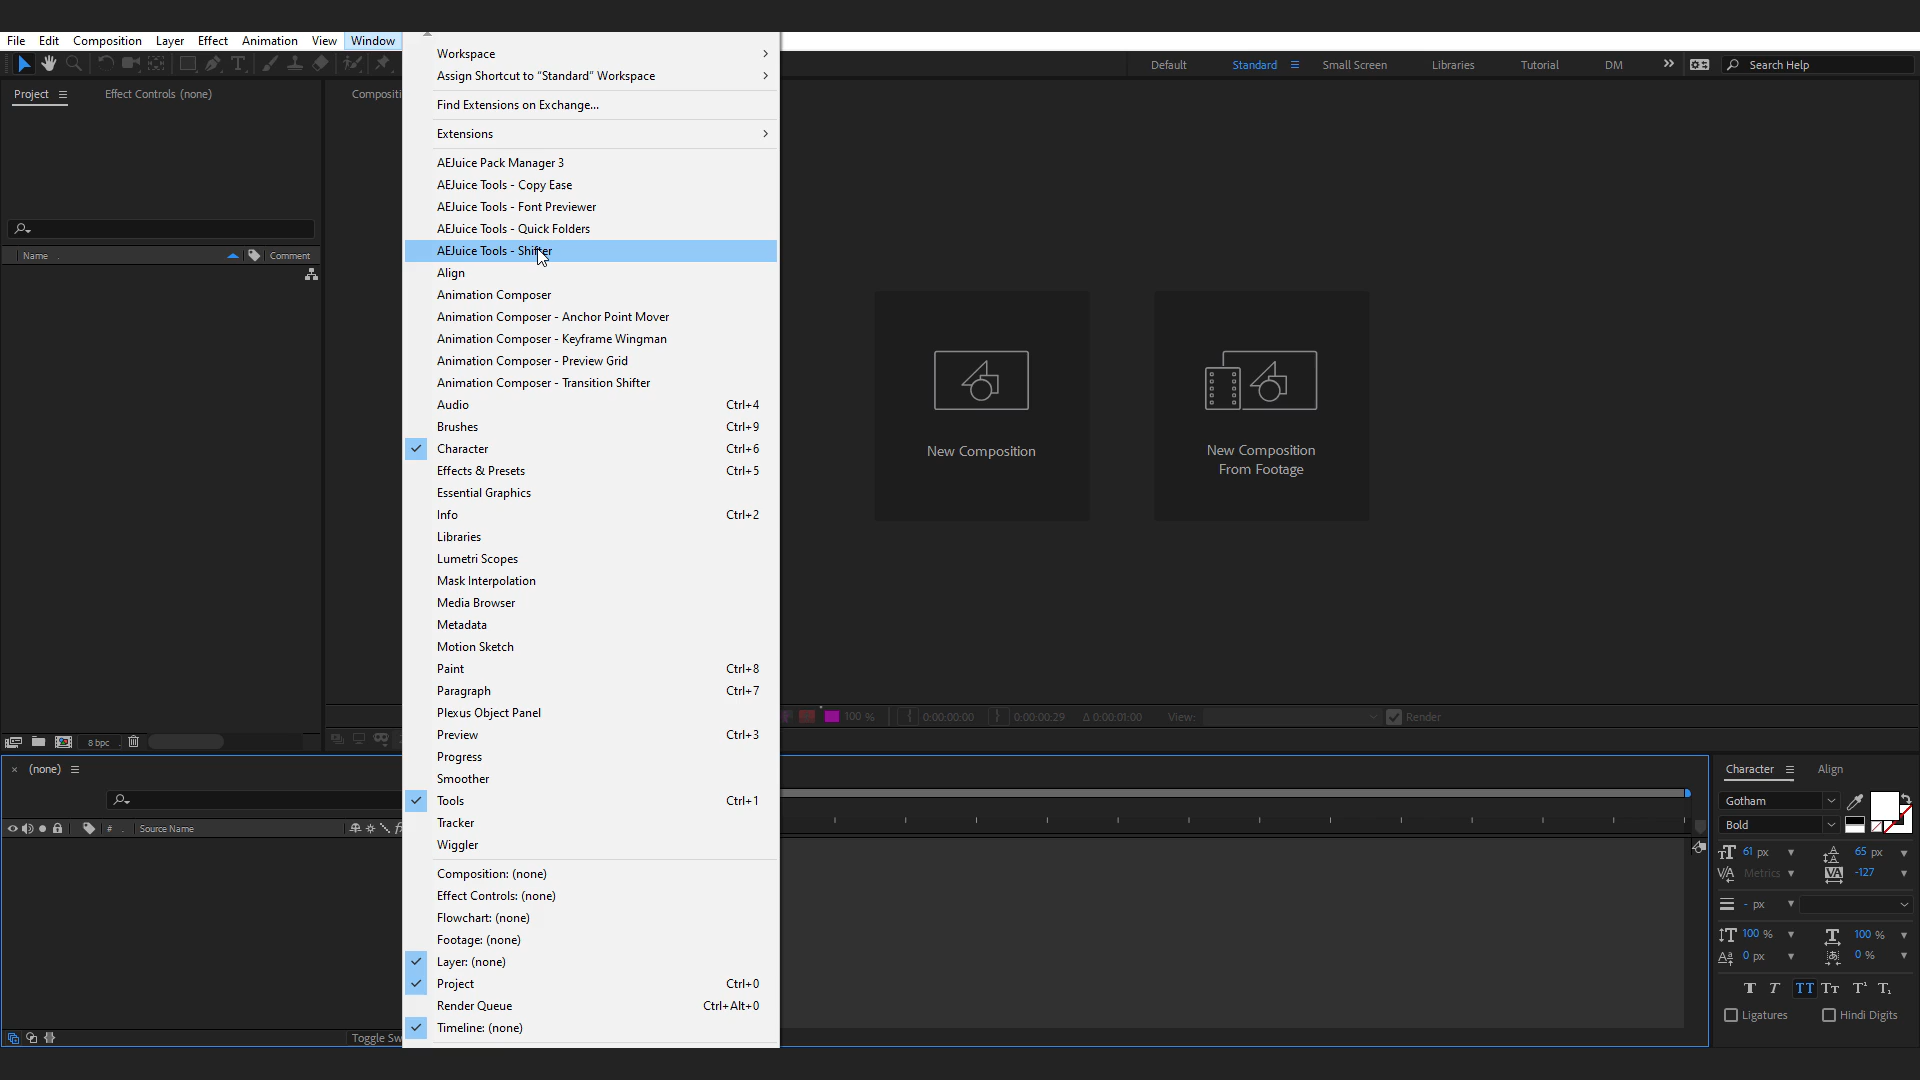 File Edit Composition Layer Effect Animation View Window
Default Standard Small Screen Libraries Tutorial DM Search Help
Project Effect Controls (none)
Compositi
Name Comment
8 bpc
Workspace
Assign Shortcut to “Standard” Workspace
Find Extensions on Exchange...
Extensions
AEJuice Pack Manager 3
AEJuice Tools - Copy Ease
AEJuice Tools - Font Previewer
AEJuice Tools - Quick Folders
AEJuice Tools - Shifter
Align
Animation Composer
Animation Composer - Anchor Point Mover
Animation Composer - Keyframe Wingman
Animation Composer - Preview Grid
Animation Composer - Transition Shifter
Audio Ctrl+4
Brushes Ctrl+9
Character Ctrl+6
Effects & Presets Ctrl+5
Essential Graphics
Info Ctrl+2
Libraries
Lumetri Scopes
Mask Interpolation
Media Browser
Metadata
Motion Sketch
Paint Ctrl+8
Paragraph Ctrl+7
Plexus Object Panel
Preview Ctrl+3
Progress
Smoother
Tools Ctrl+1
Tracker
Wiggler
Composition: (none)
Effect Controls: (none)
Flowchart: (none)
Footage: (none)
Layer: (none)
Project Ctrl+0
Render Queue Ctrl+Alt+0
Timeline: (none)
New Composition
New Composition
From Footage
100 % 0:00:00:00 0:00:00:29 Δ 0:00:01:00 View: Render
(none)
# Source Name
Toggle Sw
Character Align
Gotham
Bold
61 px 65 px
Metrics -127
- px
100 % 100 %
0 px 0 %
T T TT Tт T¹ T₁
Ligatures Hindi Digits